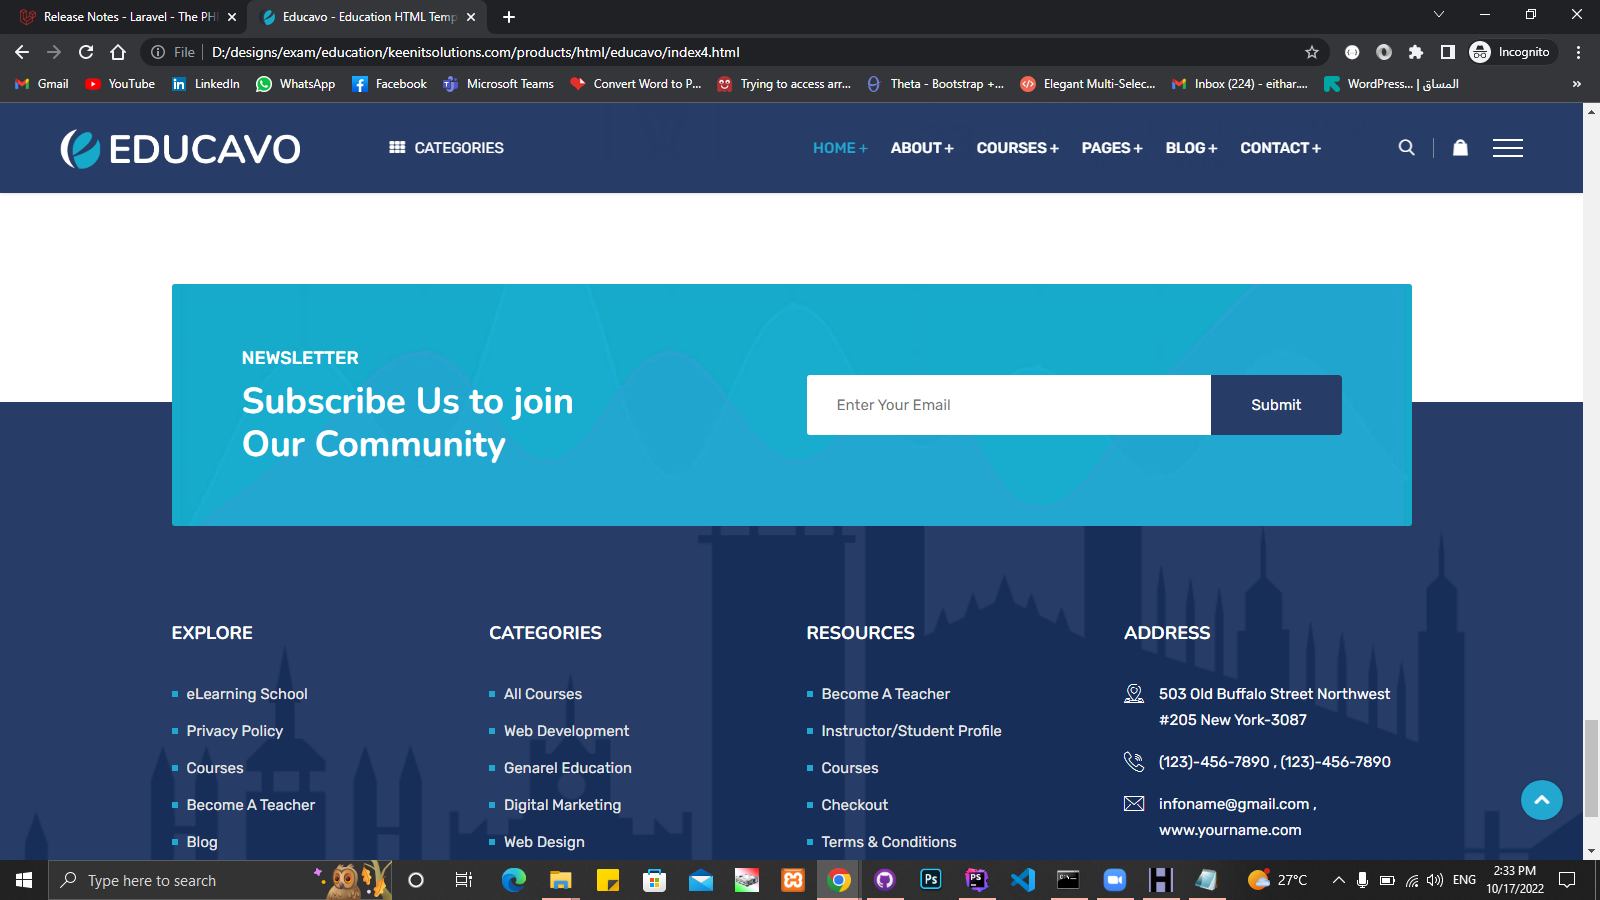 Release Notes - Laravel - The PH
Educavo - Education HTML Temp
File
D:/designs/exam/education/keenitsolutions.com/products/html/educavo/index4.html
Incognito
Gmail
YouTube
LinkedIn
WhatsApp
Facebook
Microsoft Teams
Convert Word to P...
Trying to access arr...
Theta - Bootstrap +...
Elegant Multi-Selec...
Inbox (224) - eithar....
WordPress... | المساق
EDUCAVO
CATEGORIES
HOME +
ABOUT +
COURSES +
PAGES +
BLOG +
CONTACT +
NEWSLETTER
Subscribe Us to join
Our Community
Enter Your Email
Submit
EXPLORE
eLearning School
Privacy Policy
Courses
Become A Teacher
Blog
CATEGORIES
All Courses
Web Development
Genarel Education
Digital Marketing
Web Design
RESOURCES
Become A Teacher
Instructor/Student Profile
Courses
Checkout
Terms & Conditions
ADDRESS
503 Old Buffalo Street Northwest
#205 New York-3087
(123)-456-7890 , (123)-456-7890
infoname@gmail.com ,
www.yourname.com
Type here to search
Ps
PS
27°C
ENG
2:33 PM
10/17/2022